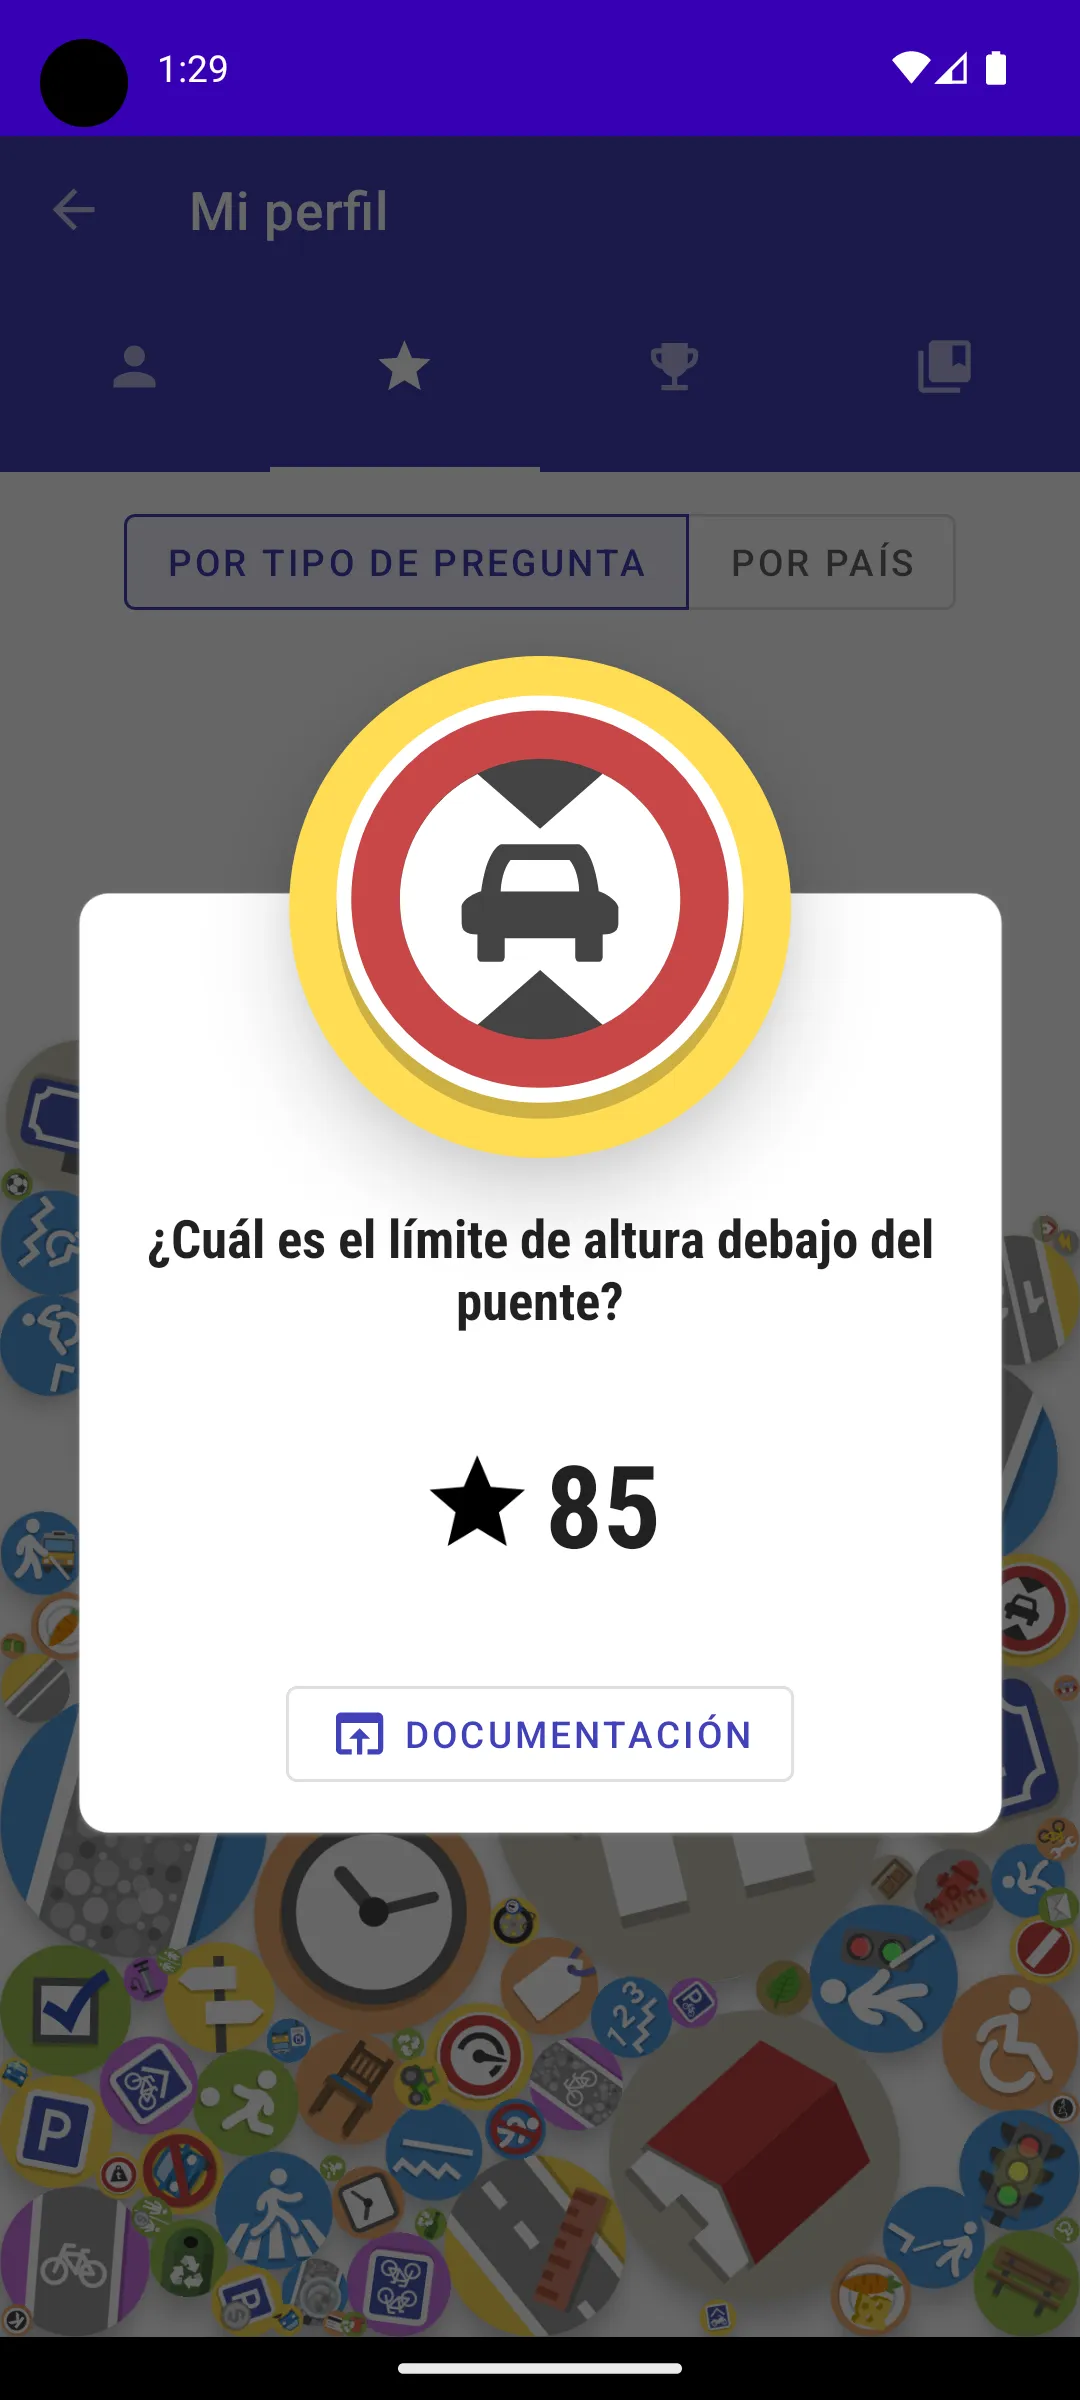 1:29
Mi perfil
POR TIPO DE PREGUNTA
POR PAÍS
¿Cuál es el límite de altura debajo del
puente?
85
DOCUMENTACIÓN
123
P
P
P